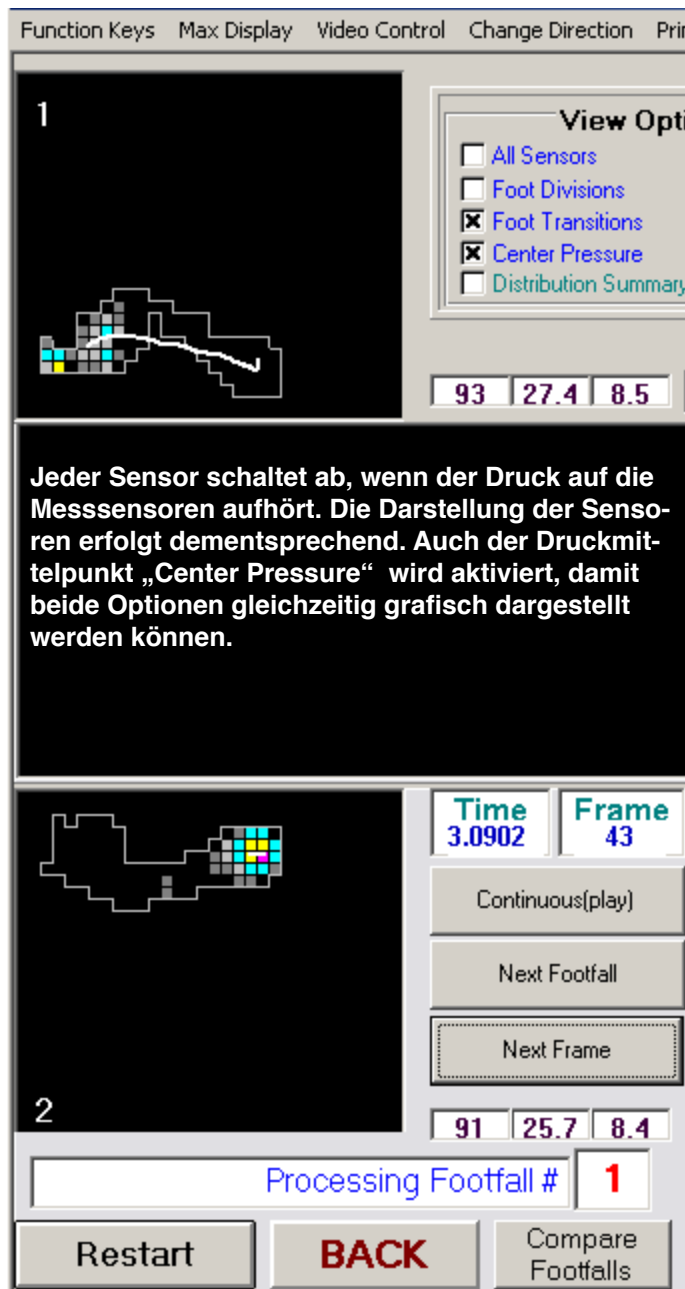 Function Keys Max Display Video Control Change Direction
1
View
All Sensors
Foot Divisions
Foot Transitions
Center Pressure
Distribution Summary
93 27.4 8.5
Jeder Sensor schaltet ab, wenn der Druck auf die
Messsensoren aufhört. Die Darstellung der Senso-
ren erfolgt dementsprechend. Auch der Druckmit-
telpunkt „Center Pressure“ wird aktiviert, damit
beide Optionen gleichzeitig grafisch dargestellt
werden können.
Time Frame
3.0902 43
Continuous(play)
Next Footfall
Next Frame
2
91 25.7 8.4
Processing Footfall # 1
Restart BACK Compare
Footfalls